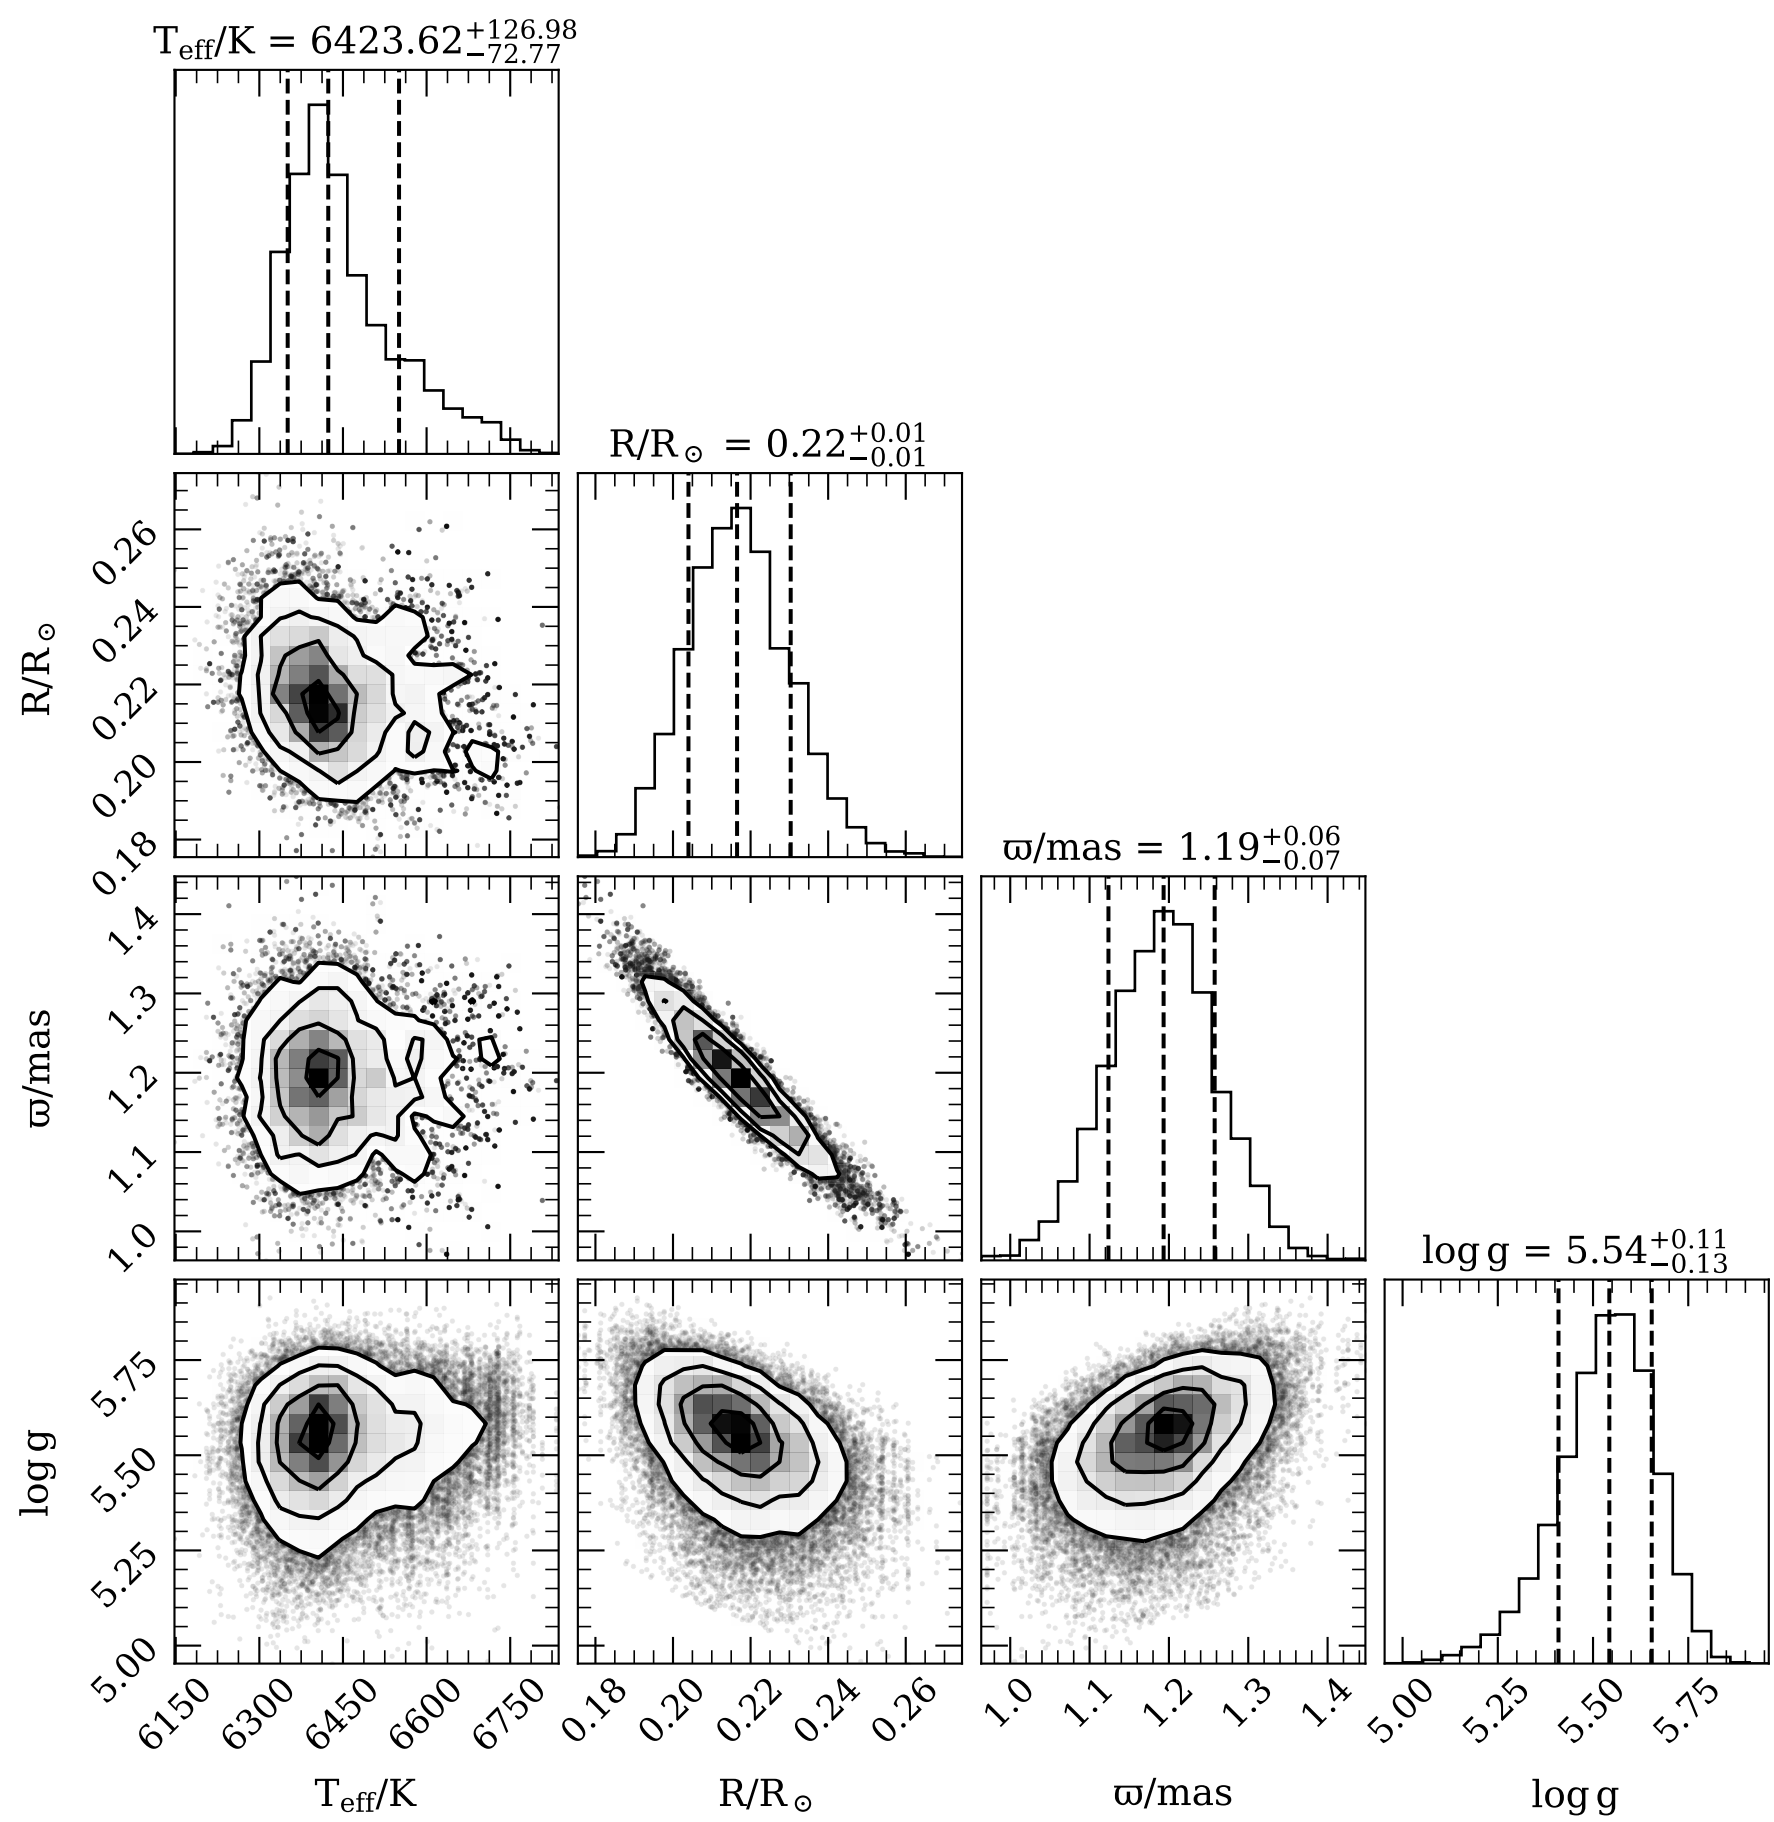 T_eff/K = 6423.62^{+126.98}_{−72.77}
R/R⊙ = 0.22^{+0.01}_{−0.01}
ϖ/mas = 1.19^{+0.06}_{−0.07}
log g = 5.54^{+0.11}_{−0.13}
R/R⊙
0.26
0.24
0.22
0.20
0.18
ϖ/mas
1.4
1.3
1.2
1.1
1.0
log g
5.75
5.50
5.25
5.00
6150 6300 6450 6600 6750 0.18 0.20 0.22 0.24 0.26 1.0 1.1 1.2 1.3 1.4 5.00 5.25 5.50 5.75
T_eff/K R/R⊙ ϖ/mas log g